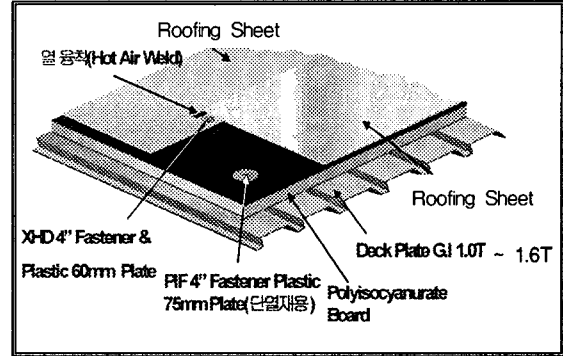 Roofing Sheet
열 융착(Hot Air Weld)
Roofing Sheet
XHD 4" Fastener &
Plastic 60mm Plate
PIF 4" Fastener Plastic
75mm Plate(단열재용)
Deck Plate G.I 1.0T ~ 1.6T
Polyisocyanurate
Board